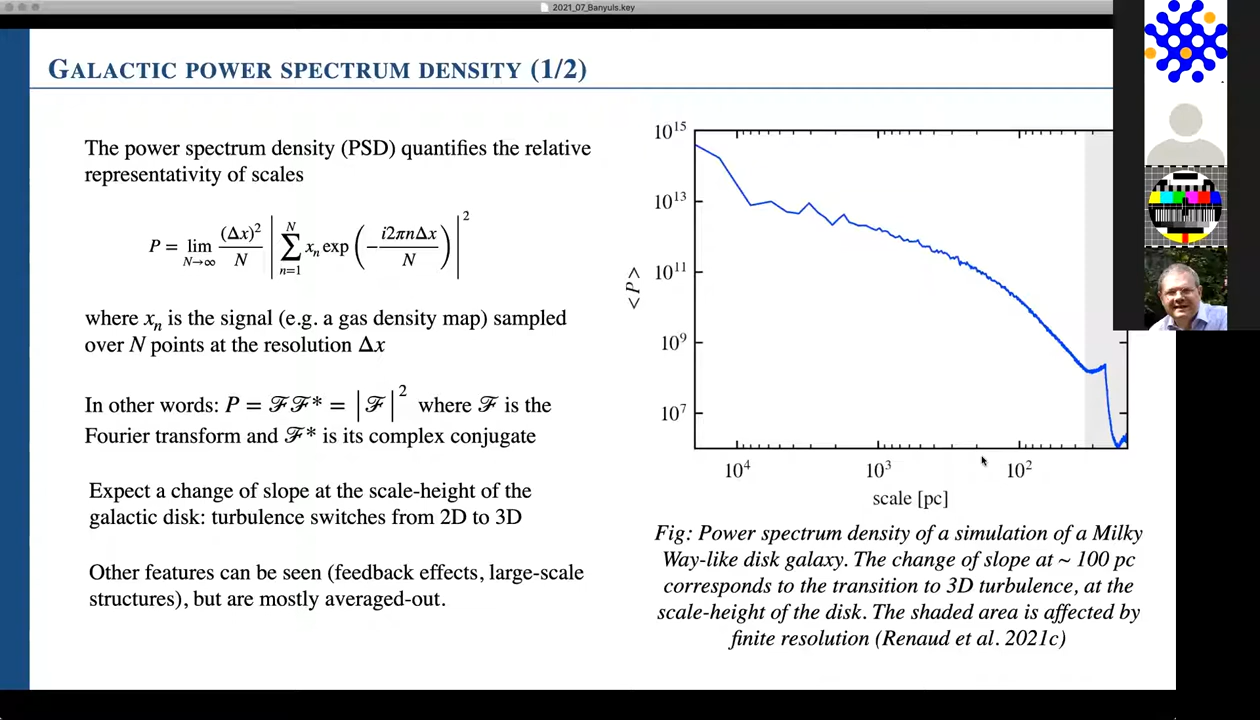 2021_07_Banyuls.key
GALACTIC POWER SPECTRUM DENSITY (1/2)
The power spectrum density (PSD) quantifies the relative
representativity of scales
P = lim N→∞ (Δx)² / N | ∑ n=1 N xₙ exp ( − i2πnΔx / N ) |²
where xₙ is the signal (e.g. a gas density map) sampled
over N points at the resolution Δx
In other words: P = ℱℱ* = |ℱ|² where ℱ is the
Fourier transform and ℱ* is its complex conjugate
Expect a change of slope at the scale-height of the
galactic disk: turbulence switches from 2D to 3D
Other features can be seen (feedback effects, large-scale
structures), but are mostly averaged-out.
10¹⁵
10¹³
10¹¹
10⁹
10⁷
<P>
10⁴ 10³ 10²
scale [pc]
Fig: Power spectrum density of a simulation of a Milky
Way-like disk galaxy. The change of slope at ~ 100 pc
corresponds to the transition to 3D turbulence, at the
scale-height of the disk. The shaded area is affected by
finite resolution (Renaud et al. 2021c)